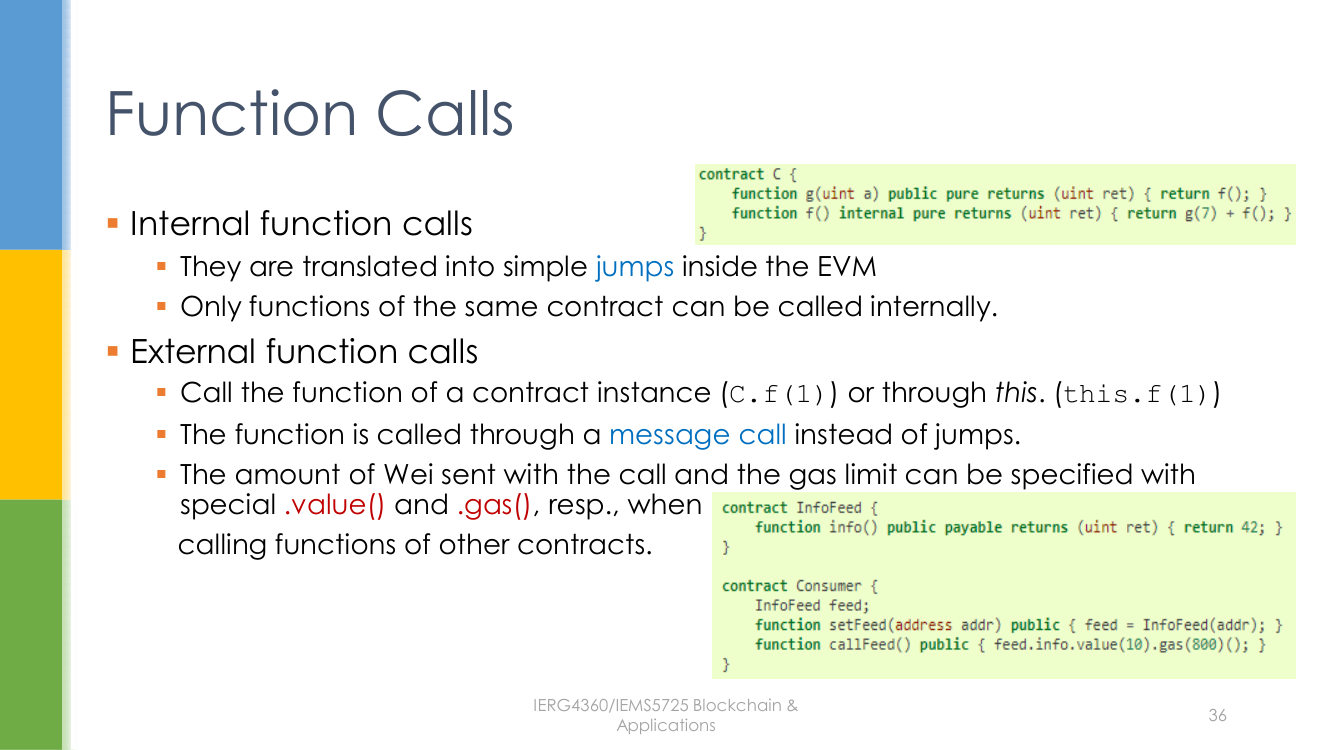 Function Calls
contract C {
function g(uint a) public pure returns (uint ret) { return f(); }
function f() internal pure returns (uint ret) { return g(7) + f(); }
}
▪ Internal function calls
▪ They are translated into simple jumps inside the EVM
▪ Only functions of the same contract can be called internally.
▪ External function calls
▪ Call the function of a contract instance (C.f(1)) or through this. (this.f(1))
▪ The function is called through a message call instead of jumps.
▪ The amount of Wei sent with the call and the gas limit can be specified with
special .value() and .gas(), resp., when
calling functions of other contracts.
contract InfoFeed {
function info() public payable returns (uint ret) { return 42; }
}
contract Consumer {
InfoFeed feed;
function setFeed(address addr) public { feed = InfoFeed(addr); }
function callFeed() public { feed.info.value(10).gas(800)(); }
}
IERG4360/IEMS5725 Blockchain &
Applications
36